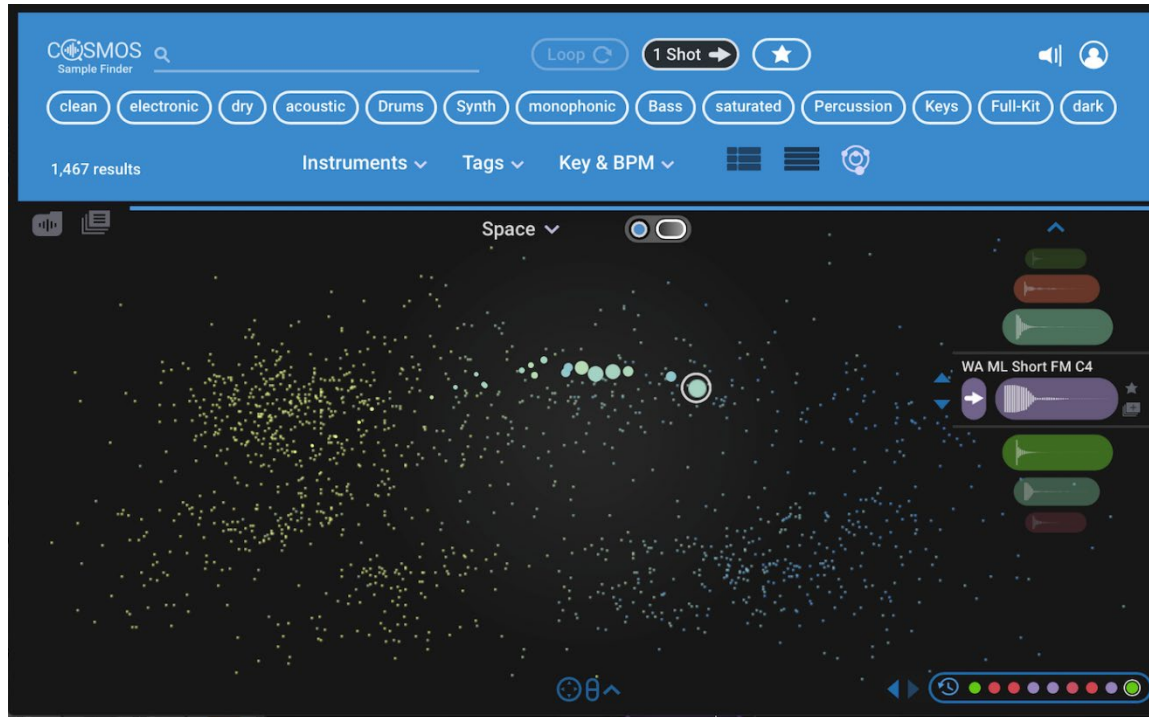 COSMOS
Sample Finder
Loop
1 Shot
clean electronic dry acoustic Drums Synth monophonic Bass saturated Percussion Keys Full-Kit dark
1,467 results
Instruments Tags Key & BPM
Space
WA ML Short FM C4